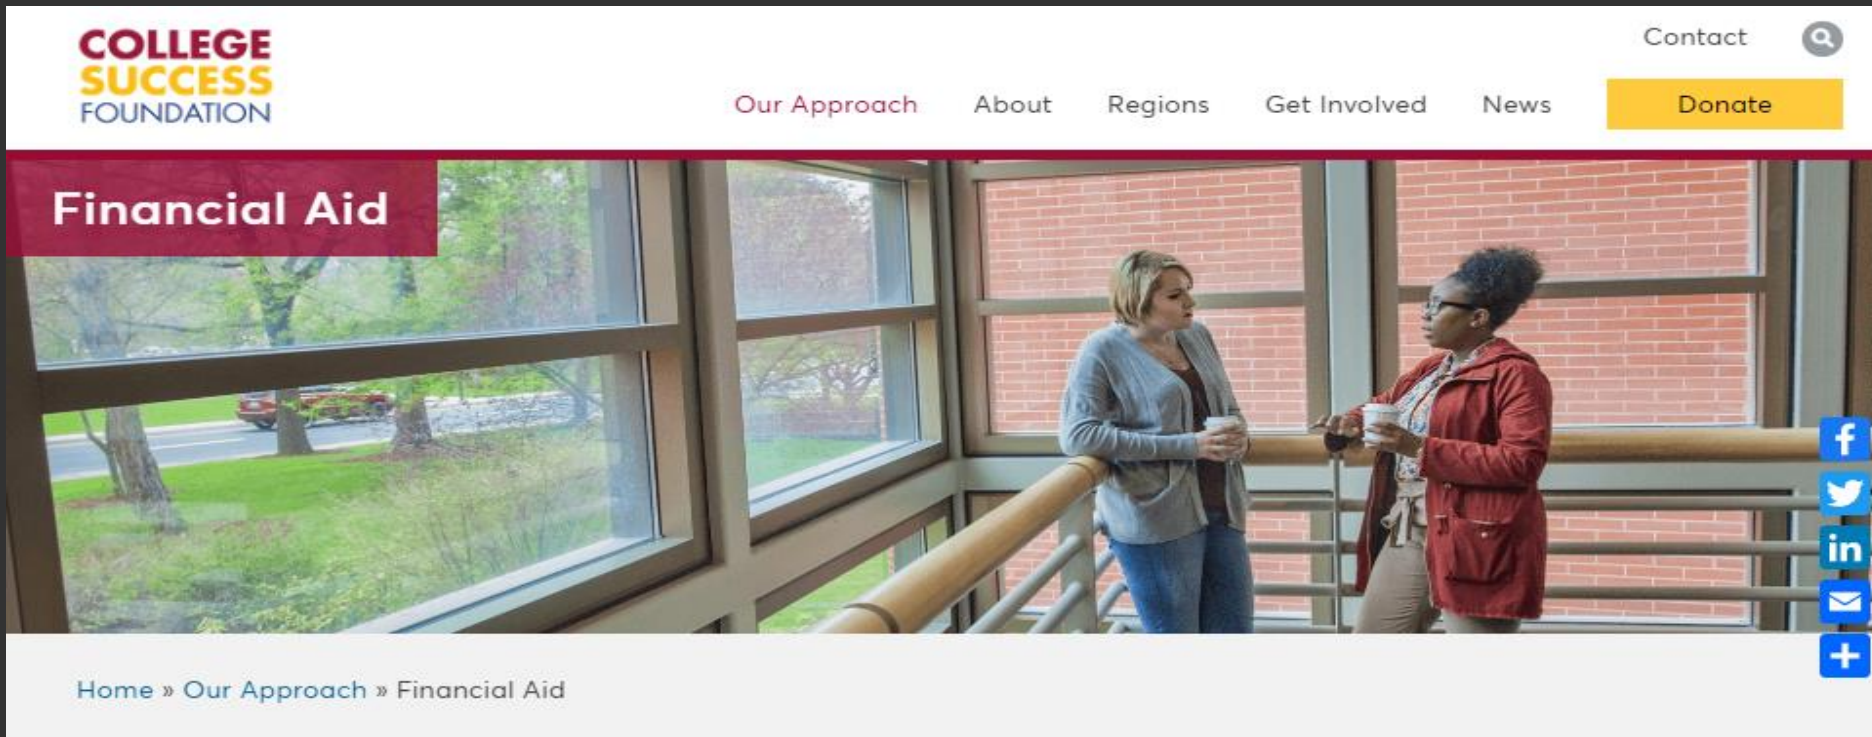 COLLEGE
SUCCESS
FOUNDATION
Contact
Our Approach About Regions Get Involved News Donate
Financial Aid
f
in
Home » Our Approach » Financial Aid